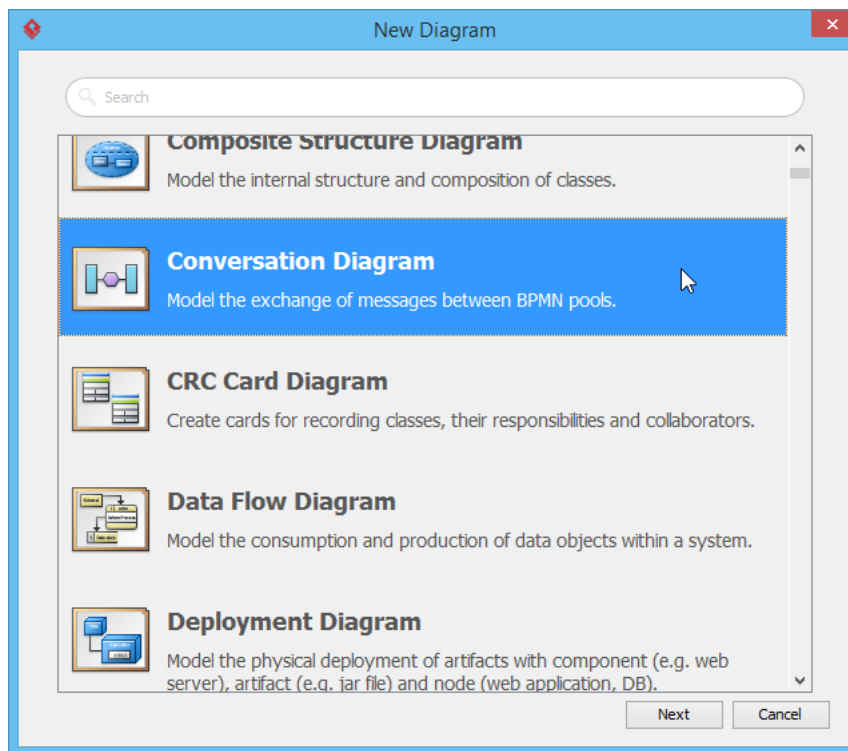 New Diagram
Search
Composite Structure Diagram
Model the internal structure and composition of classes.
Conversation Diagram
Model the exchange of messages between BPMN pools.
CRC Card Diagram
Create cards for recording classes, their responsibilities and collaborators.
Data Flow Diagram
Model the consumption and production of data objects within a system.
Deployment Diagram
Model the physical deployment of artifacts with component (e.g. web
server), artifact (e.g. jar file) and node (web application, DB).
Next
Cancel